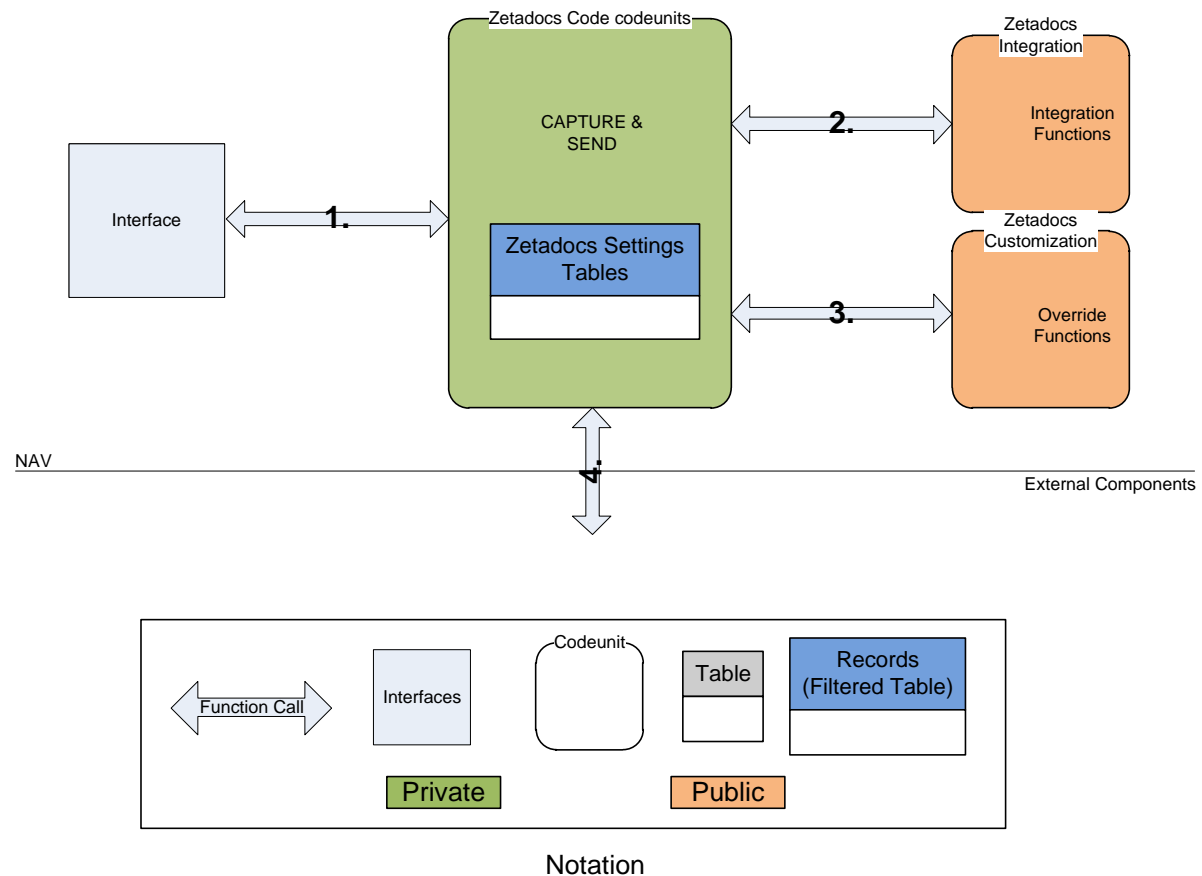 Zetadocs Code codeunits
Zetadocs
Integration
CAPTURE &
SEND
2.
Integration
Functions
Interface
1.
Zetadocs Settings
Tables
Zetadocs
Customization
3.
Override
Functions
4.
NAV
External Components
Function Call
Interfaces
Codeunit
Table
Records
(Filtered Table)
Private
Public
Notation